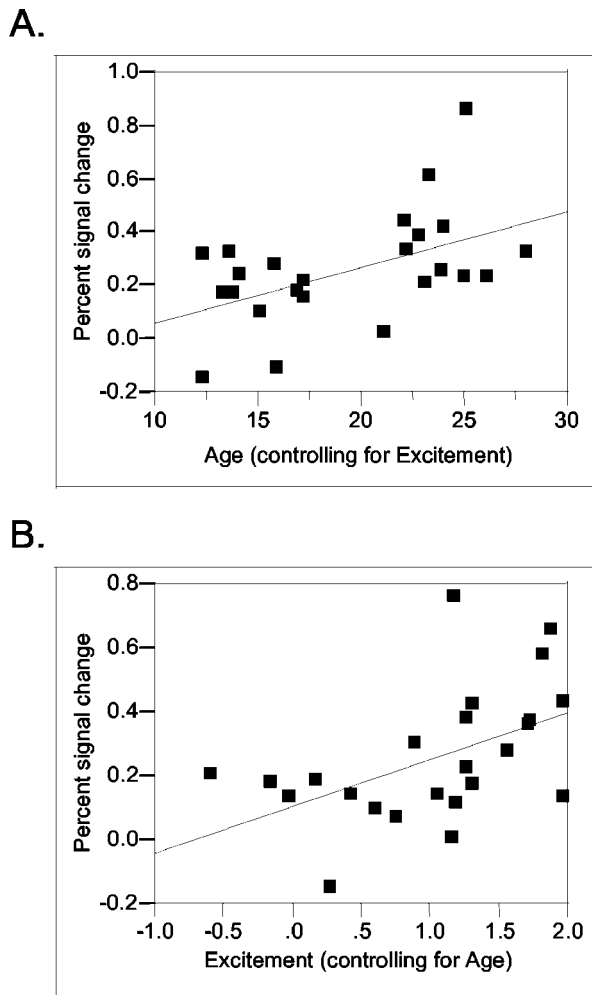 A.
Percent signal change
1.0
0.8
0.6
0.4
0.2
0.0
-0.2
10 15 20 25 30
Age (controlling for Excitement)
B.
Percent signal change
0.8
0.6
0.4
0.2
0.0
-0.2
-1.0 -0.5 .0 .5 1.0 1.5 2.0
Excitement (controlling for Age)